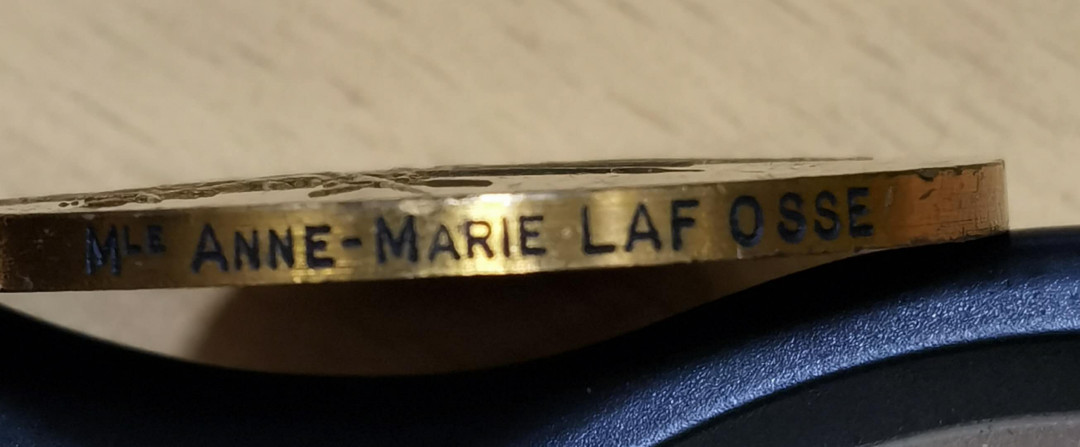 MLE ANNE-MARIE LAF OSSE